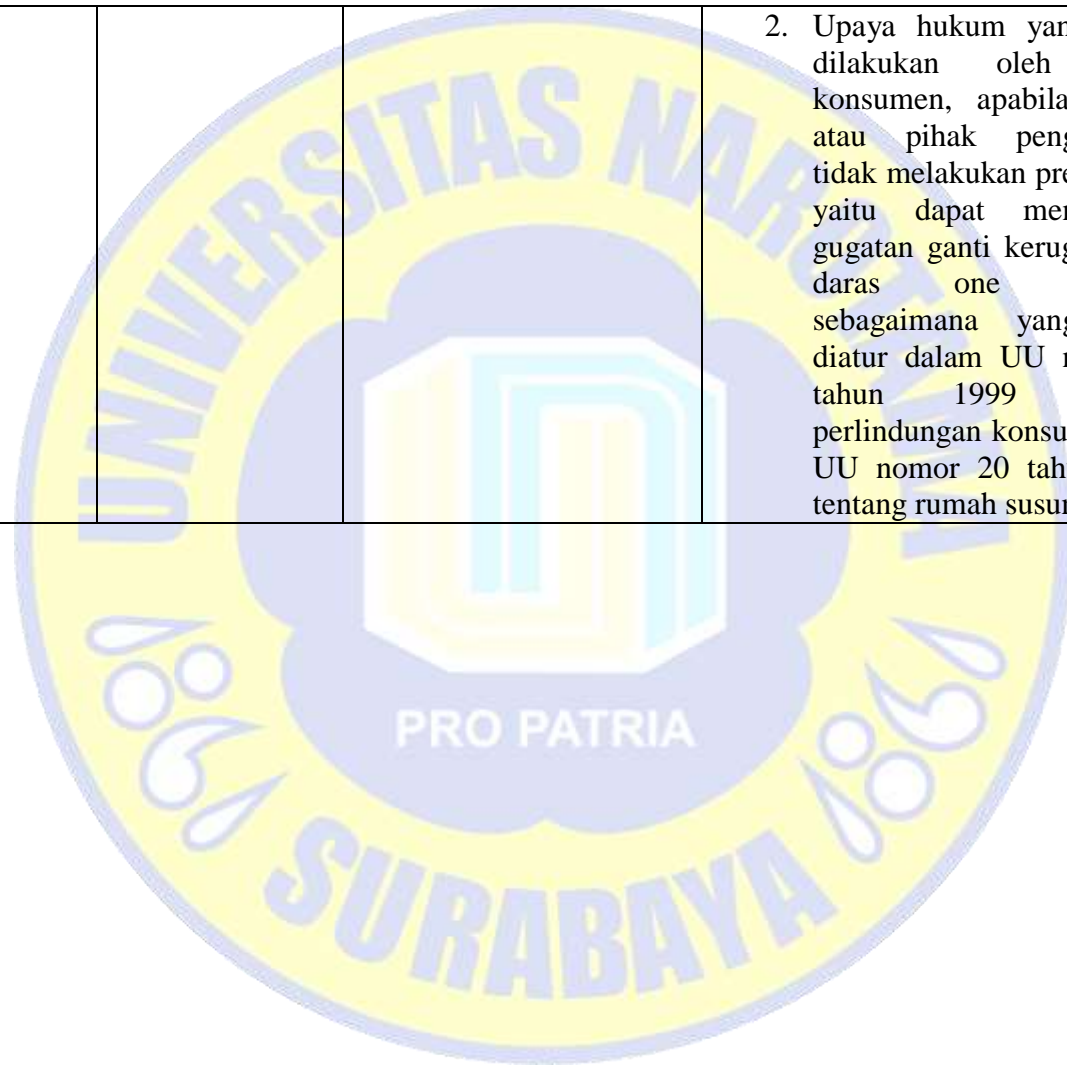 2. Upaya hukum yan
dilakukan oleh
konsumen, apabila
atau pihak peng
tidak melakukan pre
yaitu dapat mer
gugatan ganti kerug
daras one
sebagaimana yang
diatur dalam UU n
tahun 1999
perlindungan konsu
UU nomor 20 tah
tentang rumah susun
UNIVERSITAS NAROTAMA
PRO PATRIA
SURABAYA